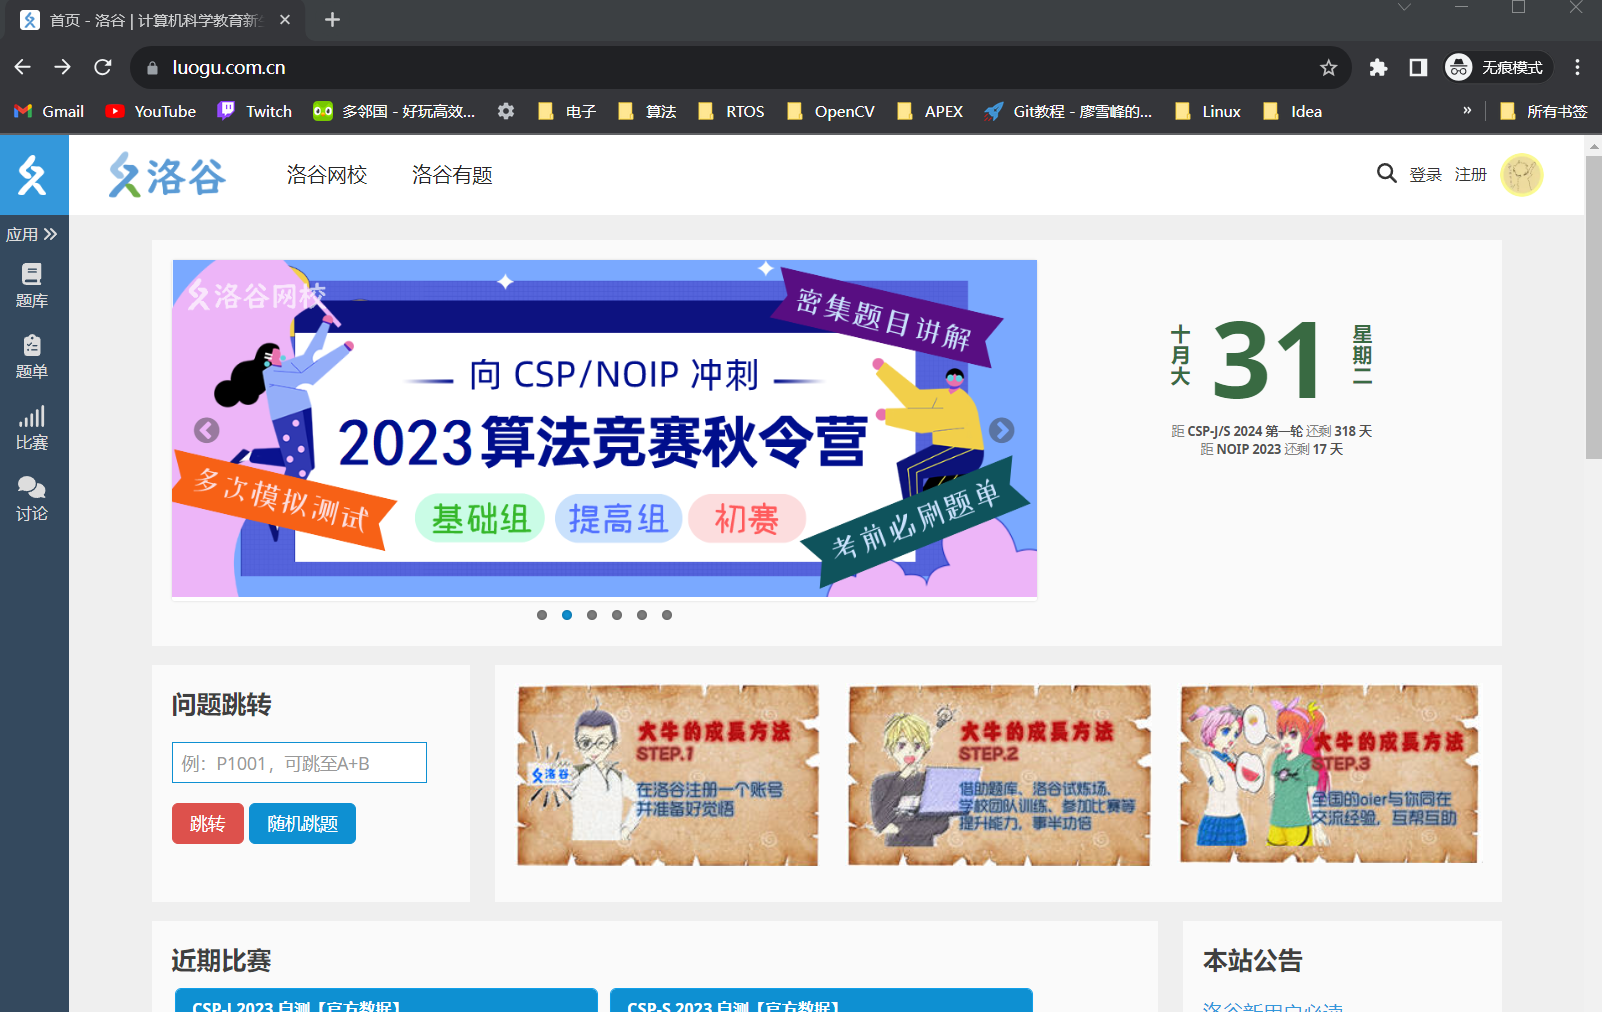 首页 - 洛谷 | 计算机科学教育新
luogu.com.cn
无痕模式
Gmail
YouTube
Twitch
多邻国 - 好玩高效...
电子
算法
RTOS
OpenCV
APEX
Git教程 - 廖雪峰的...
Linux
Idea
»
所有书签
洛谷
洛谷网校
洛谷有题
登录
注册
应用
题库
题单
比赛
讨论
洛谷网校
密集题目讲解
向 CSP/NOIP 冲刺
2023算法竞赛秋令营
多次模拟测试
基础组
提高组
初赛
考前必刷题单
十月大
31
星期二
距 CSP-J/S 2024 第一轮 还剩 318 天
距 NOIP 2023 还剩 17 天
问题跳转
例：P1001，可跳至A+B
跳转
随机跳题
洛谷
大牛的成長方法
STEP.1
在洛谷注册一个账号
并准备好觉悟
大牛的成長方法
STEP.2
借助题库、洛谷试炼场、
学校团队训练、参加比赛等
提升能力，事半功倍
大牛的成長方法
STEP.3
全国的oier与你同在
交流经验，互帮互助
近期比赛
CSP-J 2023 自测【官方数据】
CSP-S 2023 自测【官方数据】
本站公告
洛谷新用户必读